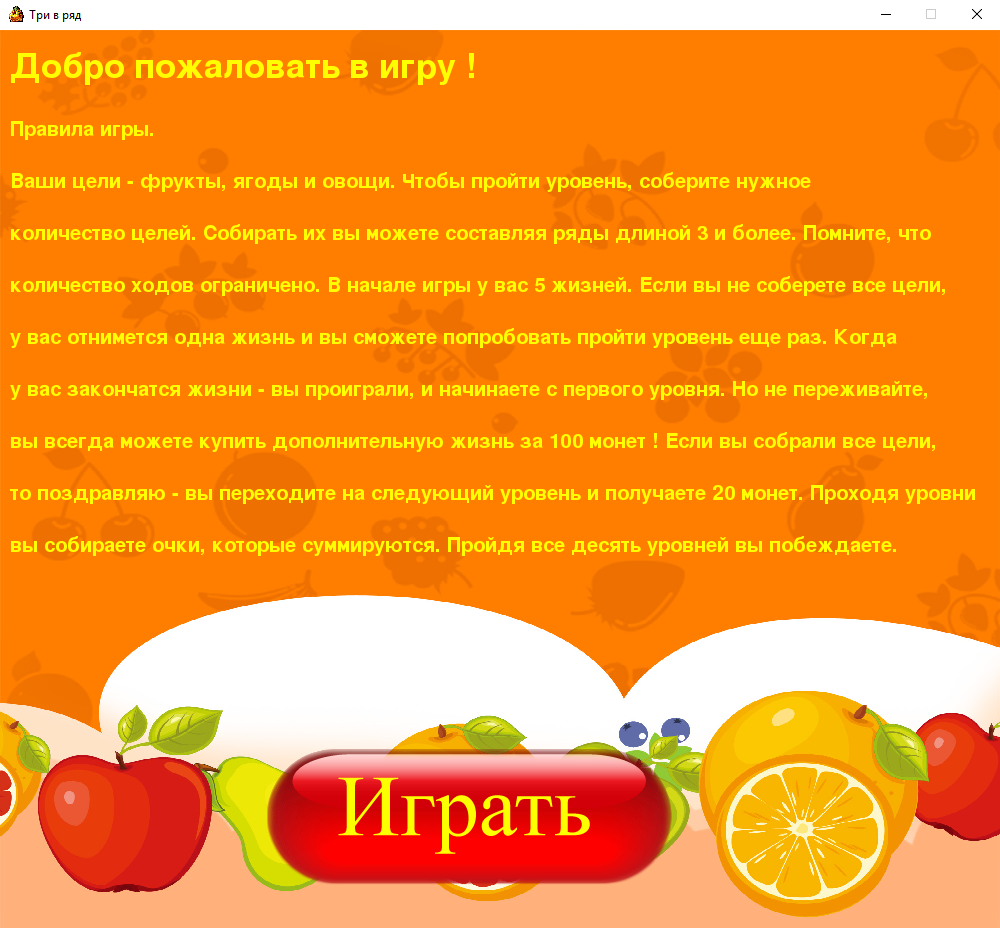 Три в ряд
Добро пожаловать в игру !
Правила игры.
Ваши цели - фрукты, ягоды и овощи. Чтобы пройти уровень, соберите нужное
количество целей. Собирать их вы можете составляя ряды длиной 3 и более. Помните, что
количество ходов ограничено. В начале игры у вас 5 жизней. Если вы не соберете все цели,
у вас отнимется одна жизнь и вы сможете попробовать пройти уровень еще раз. Когда
у вас закончатся жизни - вы проиграли, и начинаете с первого уровня. Но не переживайте,
вы всегда можете купить дополнительную жизнь за 100 монет ! Если вы собрали все цели,
то поздравляю - вы переходите на следующий уровень и получаете 20 монет. Проходя уровни
вы собираете очки, которые суммируются. Пройдя все десять уровней вы побеждаете.
Играть